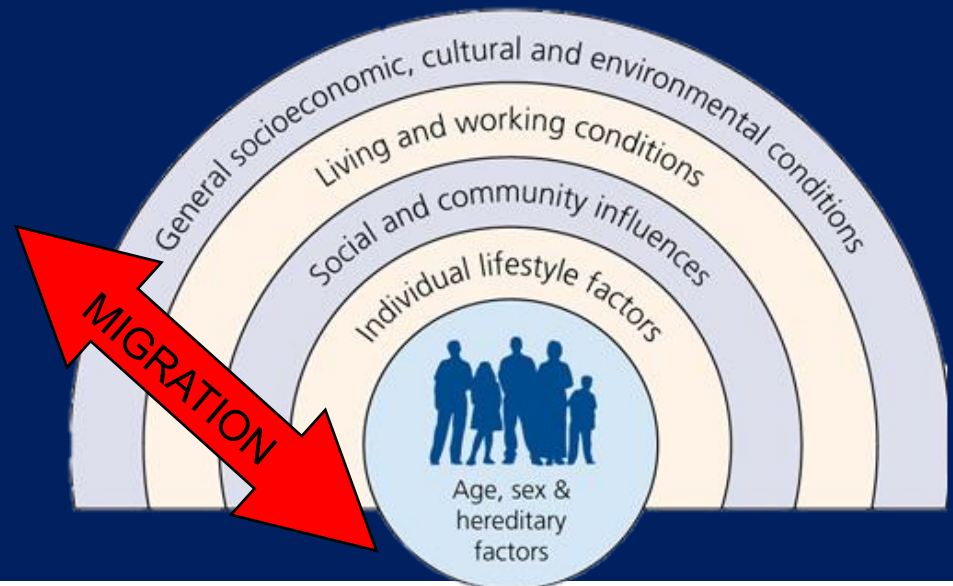 General socioeconomic, cultural and environmental conditions
Living and working conditions
Social and community influences
Individual lifestyle factors
MIGRATION
Age, sex &
hereditary
factors